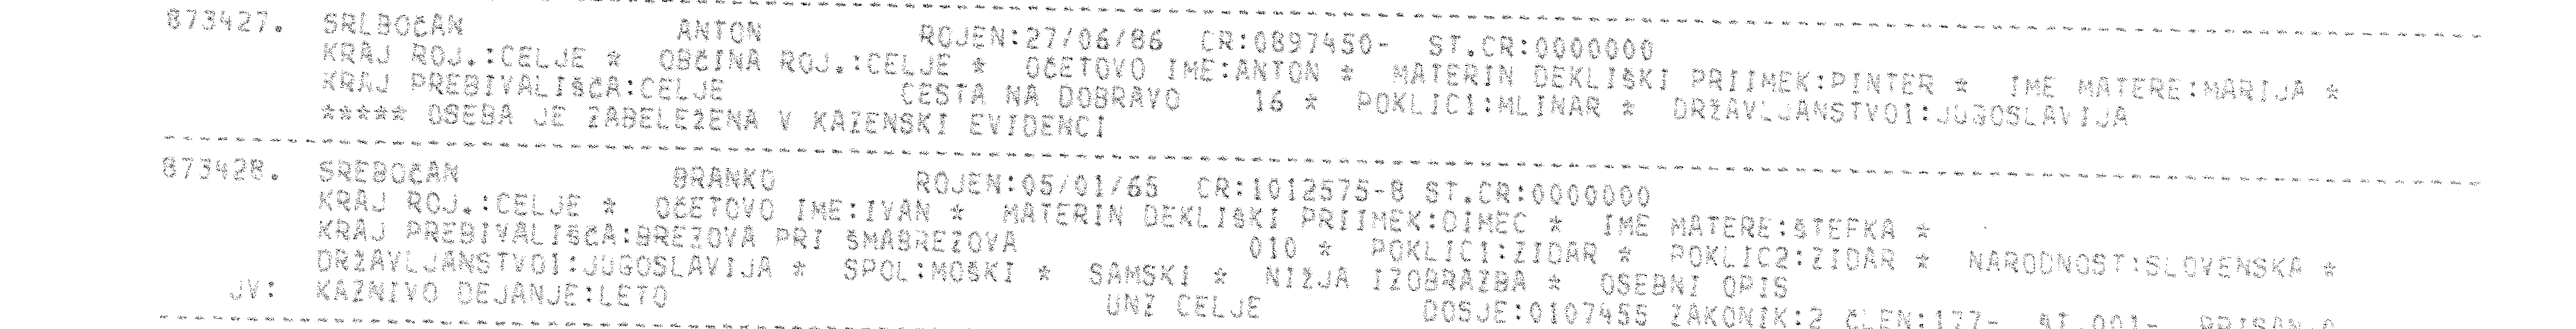 873427. SRLBOČAN ANTON ROJEN:27/06/86 CR:0897450- ST.CR:0000000
KRAJ ROJ.:CELJE * OBČINA ROJ.:CELJE * OČETOVO IME:ANTON * MATERIN DEKLIŠKI PRIIMEK:PINTER * IME MATERE:MARIJA *
KRAJ PREBIVALIŠČA:CELJE CESTA NA DOBRAVO 16 * POKLIC1:MLINAR * DRŽAVLJANSTVO1:JUGOSLAVIJA
***** OSEBA JE ZABELEŽENA V KAZENSKI EVIDENCI
873428. SREBOČAN BRANKO ROJEN:05/01/65 CR:1012575-8 ST.CR:0000000
KRAJ ROJ.:CELJE * OČETOVO IME:IVAN * MATERIN DEKLIŠKI PRIIMEK:OIMEC * IME MATERE:ŠTEFKA *
KRAJ PREBIVALIŠČA:BREZOVA PRI ŠMABREZOVA 010 * POKLIC1:ZIDAR * POKLIC2:ZIDAR * NARODNOST:SLOVENSKA *
DRŽAVLJANSTVO1:JUGOSLAVIJA * SPOL:MOŠKI * SAMSKI * NIŽJA IZOBRAZBA * OSEBNI OPIS
JV: KAZNIVO DEJANJE:LETO UNZ CELJE DOSJE:0107455 ZAKONIK:2 ČLEN:177-